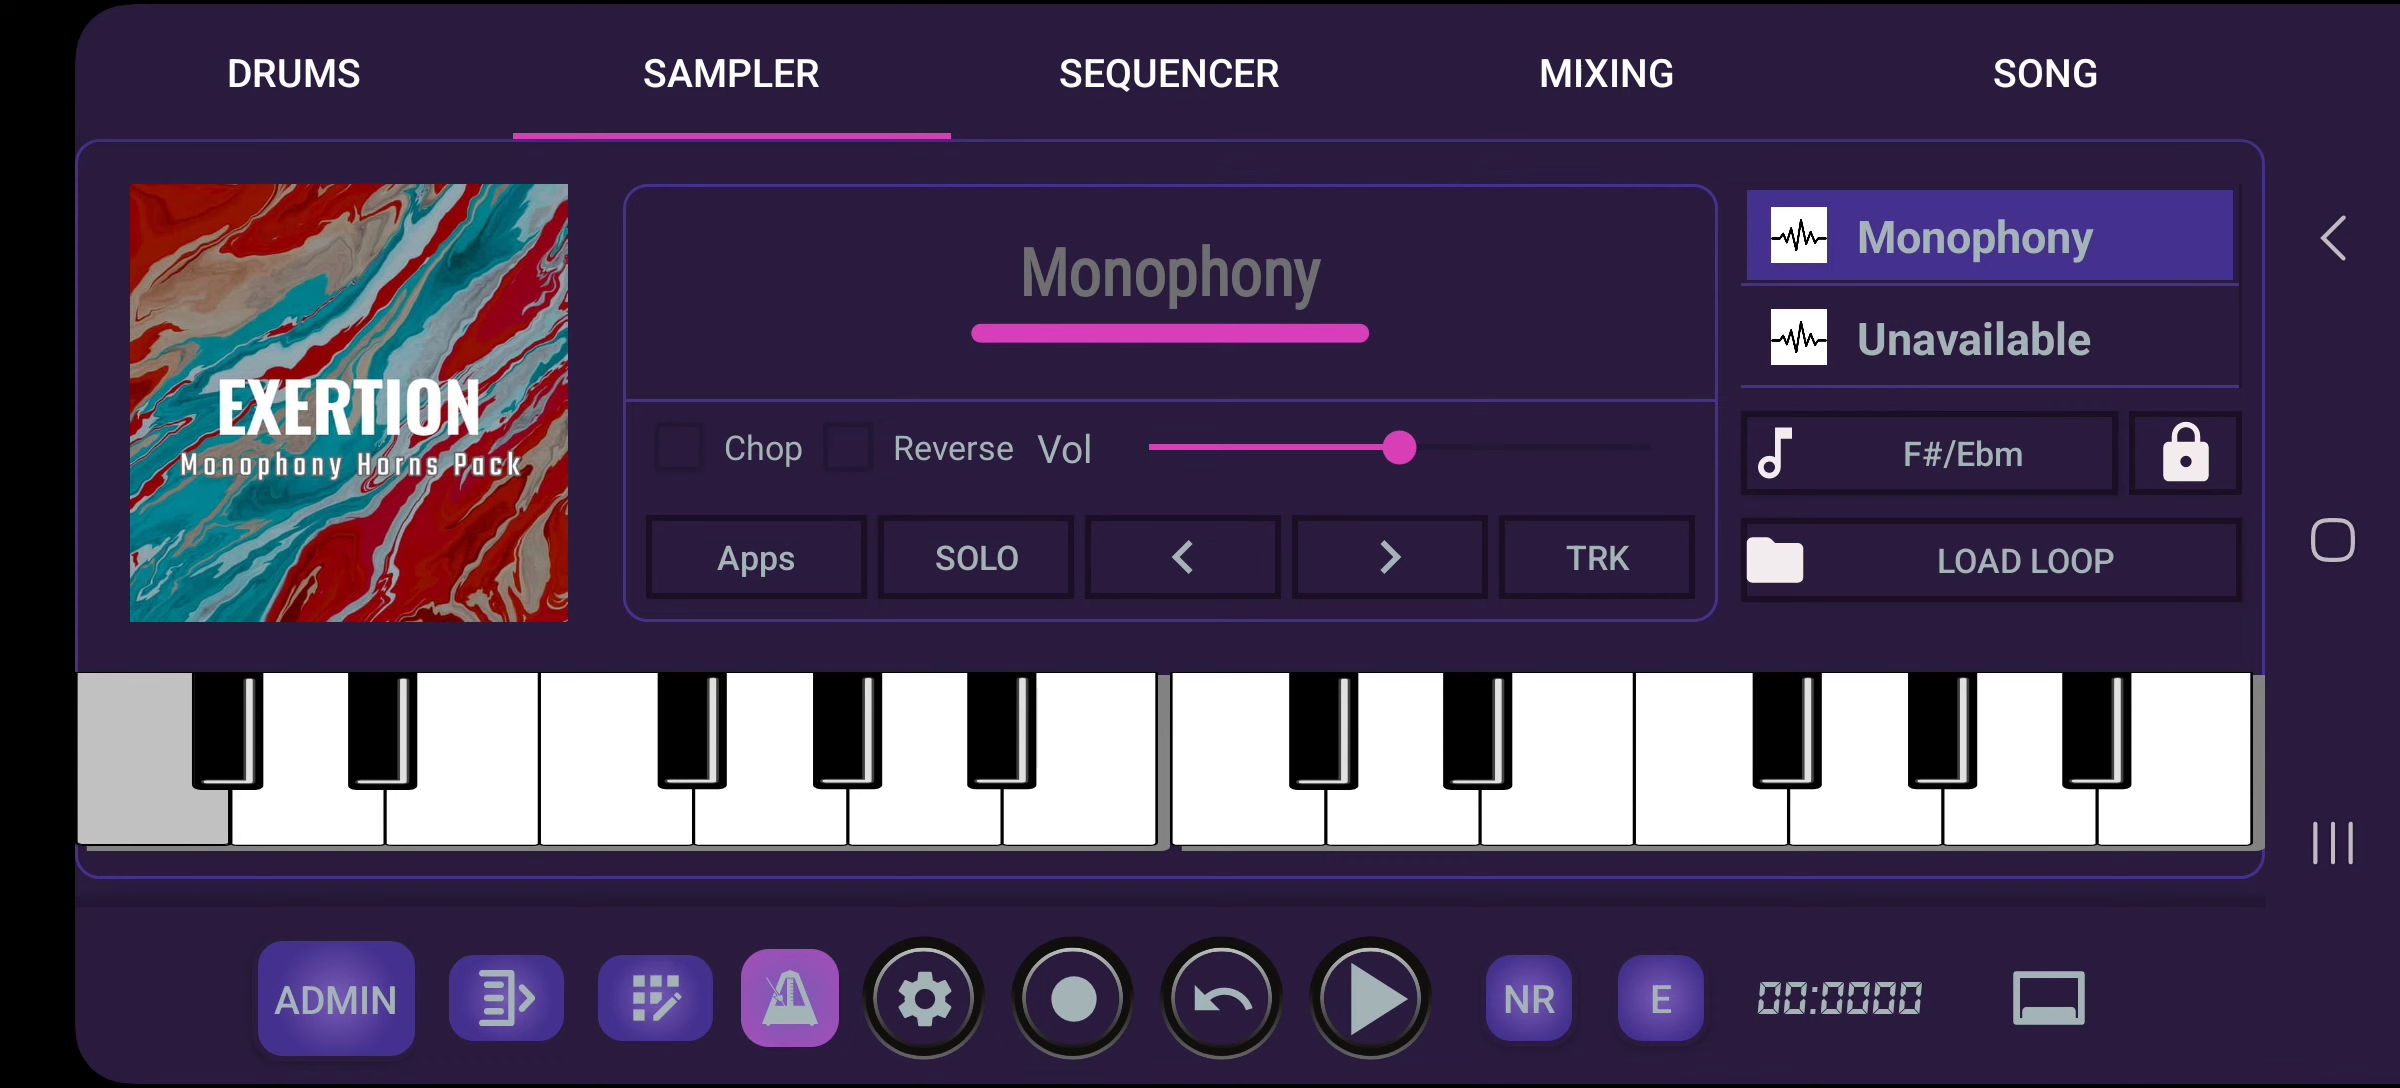 DRUMS SAMPLER SEQUENCER MIXING SONG
EXERTION
Monophony Horns Pack
Monophony
Chop Reverse Vol
Apps SOLO < > TRK
Monophony
Unavailable
F#/Ebm
LOAD LOOP
ADMIN NR E 00:0000